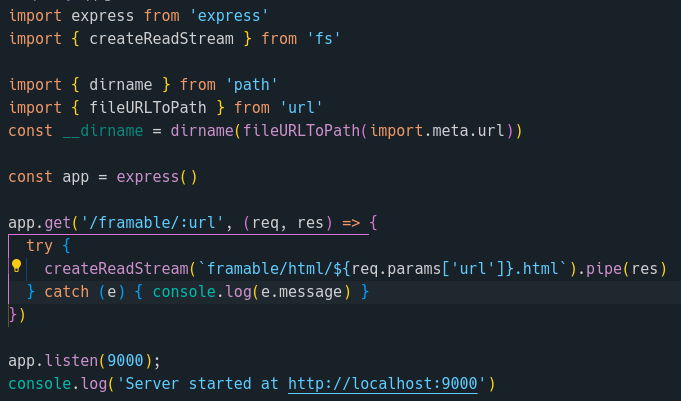 import express from 'express'
import { createReadStream } from 'fs'
import { dirname } from 'path'
import { fileURLToPath } from 'url'
const __dirname = dirname(fileURLToPath(import.meta.url))
const app = express()
app.get('/framable/:url', (req, res) => {
try {
createReadStream(`framable/html/${req.params['url']}.html`).pipe(res)
} catch (e) { console.log(e.message) }
})
app.listen(9000);
console.log('Server started at http://localhost:9000')